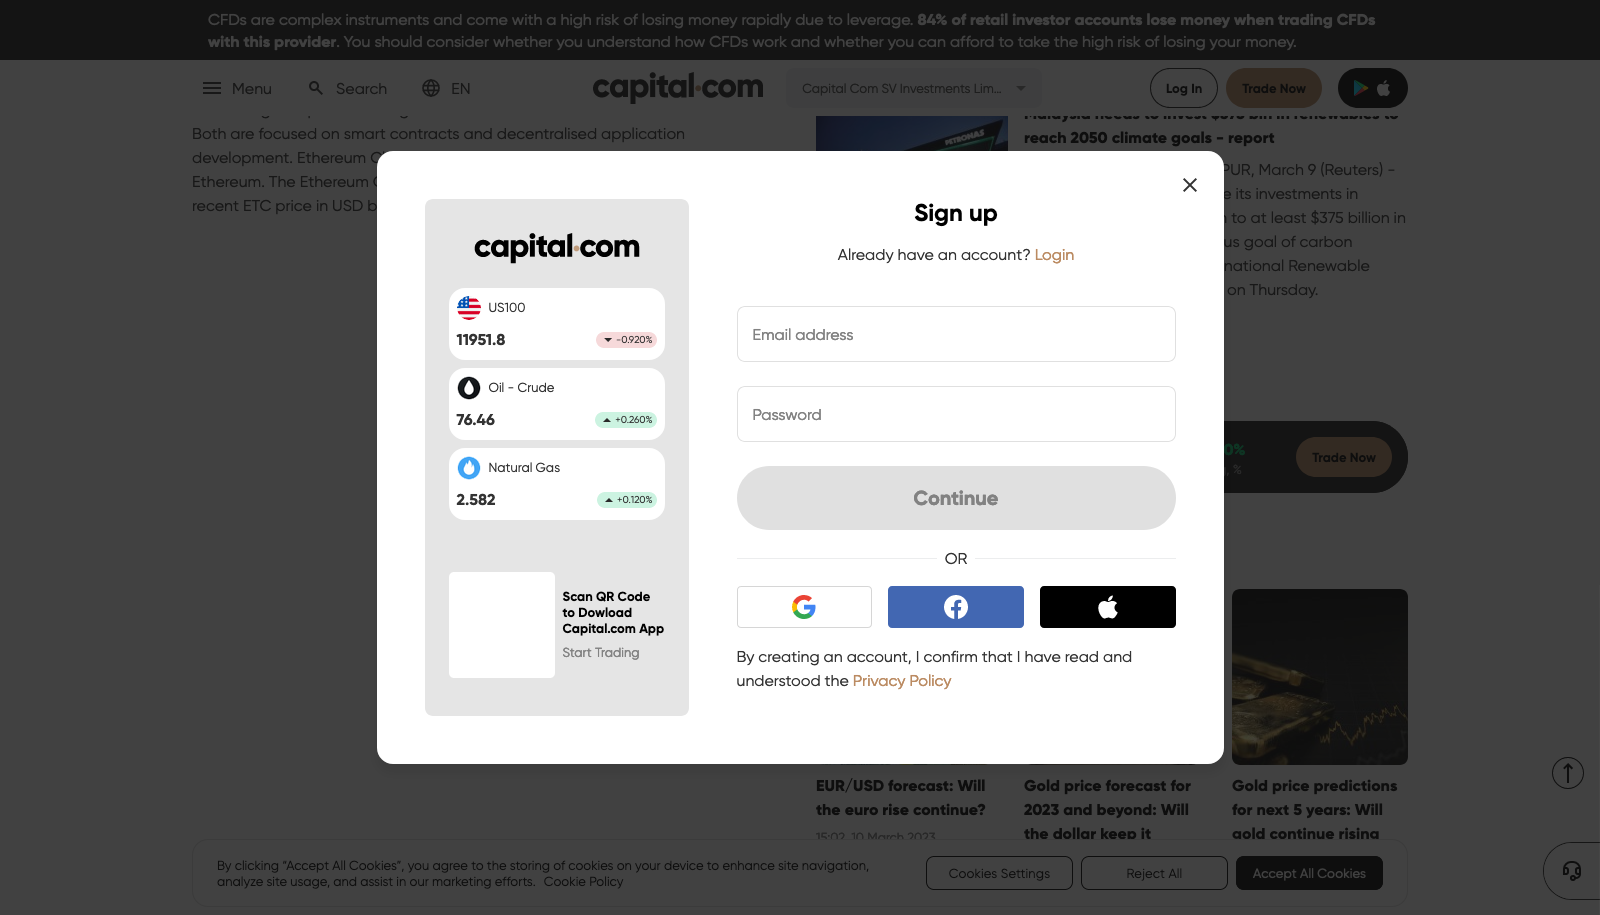 CFDs are complex instruments and come with a high risk of losing money rapidly due to leverage. 84% of retail investor accounts lose money when trading CFDs
with this provider. You should consider whether you understand how CFDs work and whether you can afford to take the high risk of losing your money.
Menu
Search
EN
capital.com
Capital Com SV Investments Lim...
Log In
Trade Now
Both are focused on smart contracts and decentralised application
development. Ethereum
Ethereum. The Ethereum
recent ETC price in USD
Malaysia needs to invest $375 bln in renewables to
reach 2050 climate goals - report
PETRONAS
PUR, March 9 (Reuters) -
e its investments in
to at least $375 billion in
us goal of carbon
national Renewable
on Thursday.
capital.com
US100
11951.8
-0.920%
Oil - Crude
76.46
+0.260%
Natural Gas
2.582
+0.120%
Scan QR Code
to Dowload
Capital.com App
Start Trading
Sign up
Already have an account? Login
Email address
Password
Continue
OR
By creating an account, I confirm that I have read and
understood the Privacy Policy
0%
%
Trade Now
EUR/USD forecast: Will
the euro rise continue?
15:02, 10 March 2023
Gold price forecast for
2023 and beyond: Will
the dollar keep it
Gold price predictions
for next 5 years: Will
gold continue rising
By clicking “Accept All Cookies”, you agree to the storing of cookies on your device to enhance site navigation,
analyze site usage, and assist in our marketing efforts. Cookie Policy
Cookies Settings
Reject All
Accept All Cookies